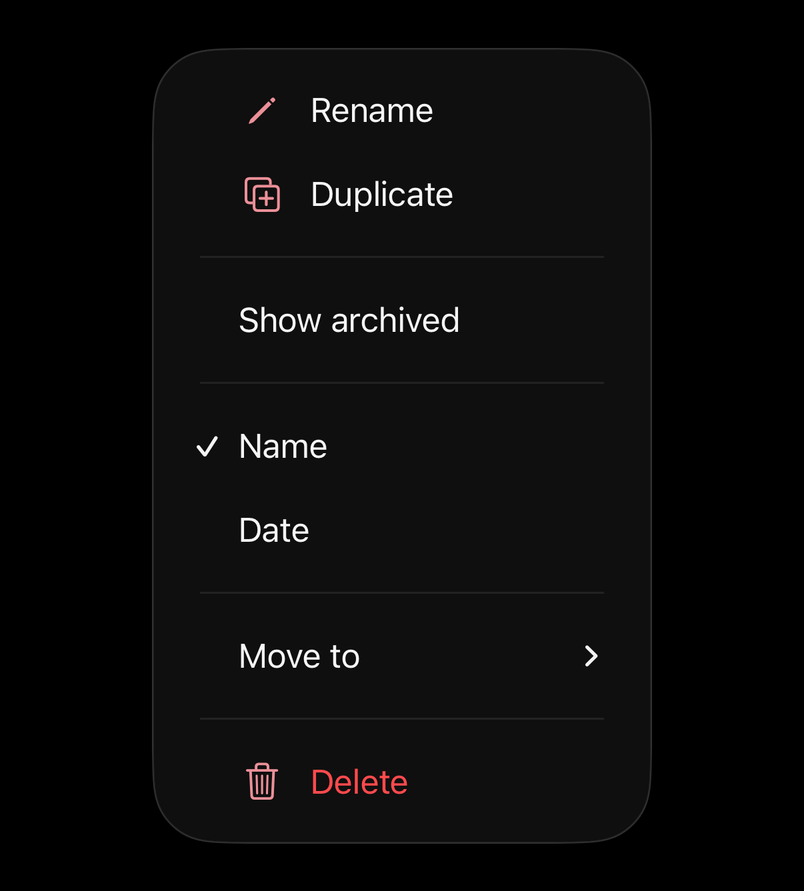 Rename
Duplicate
Show archived
Name
Date
Move to
Delete